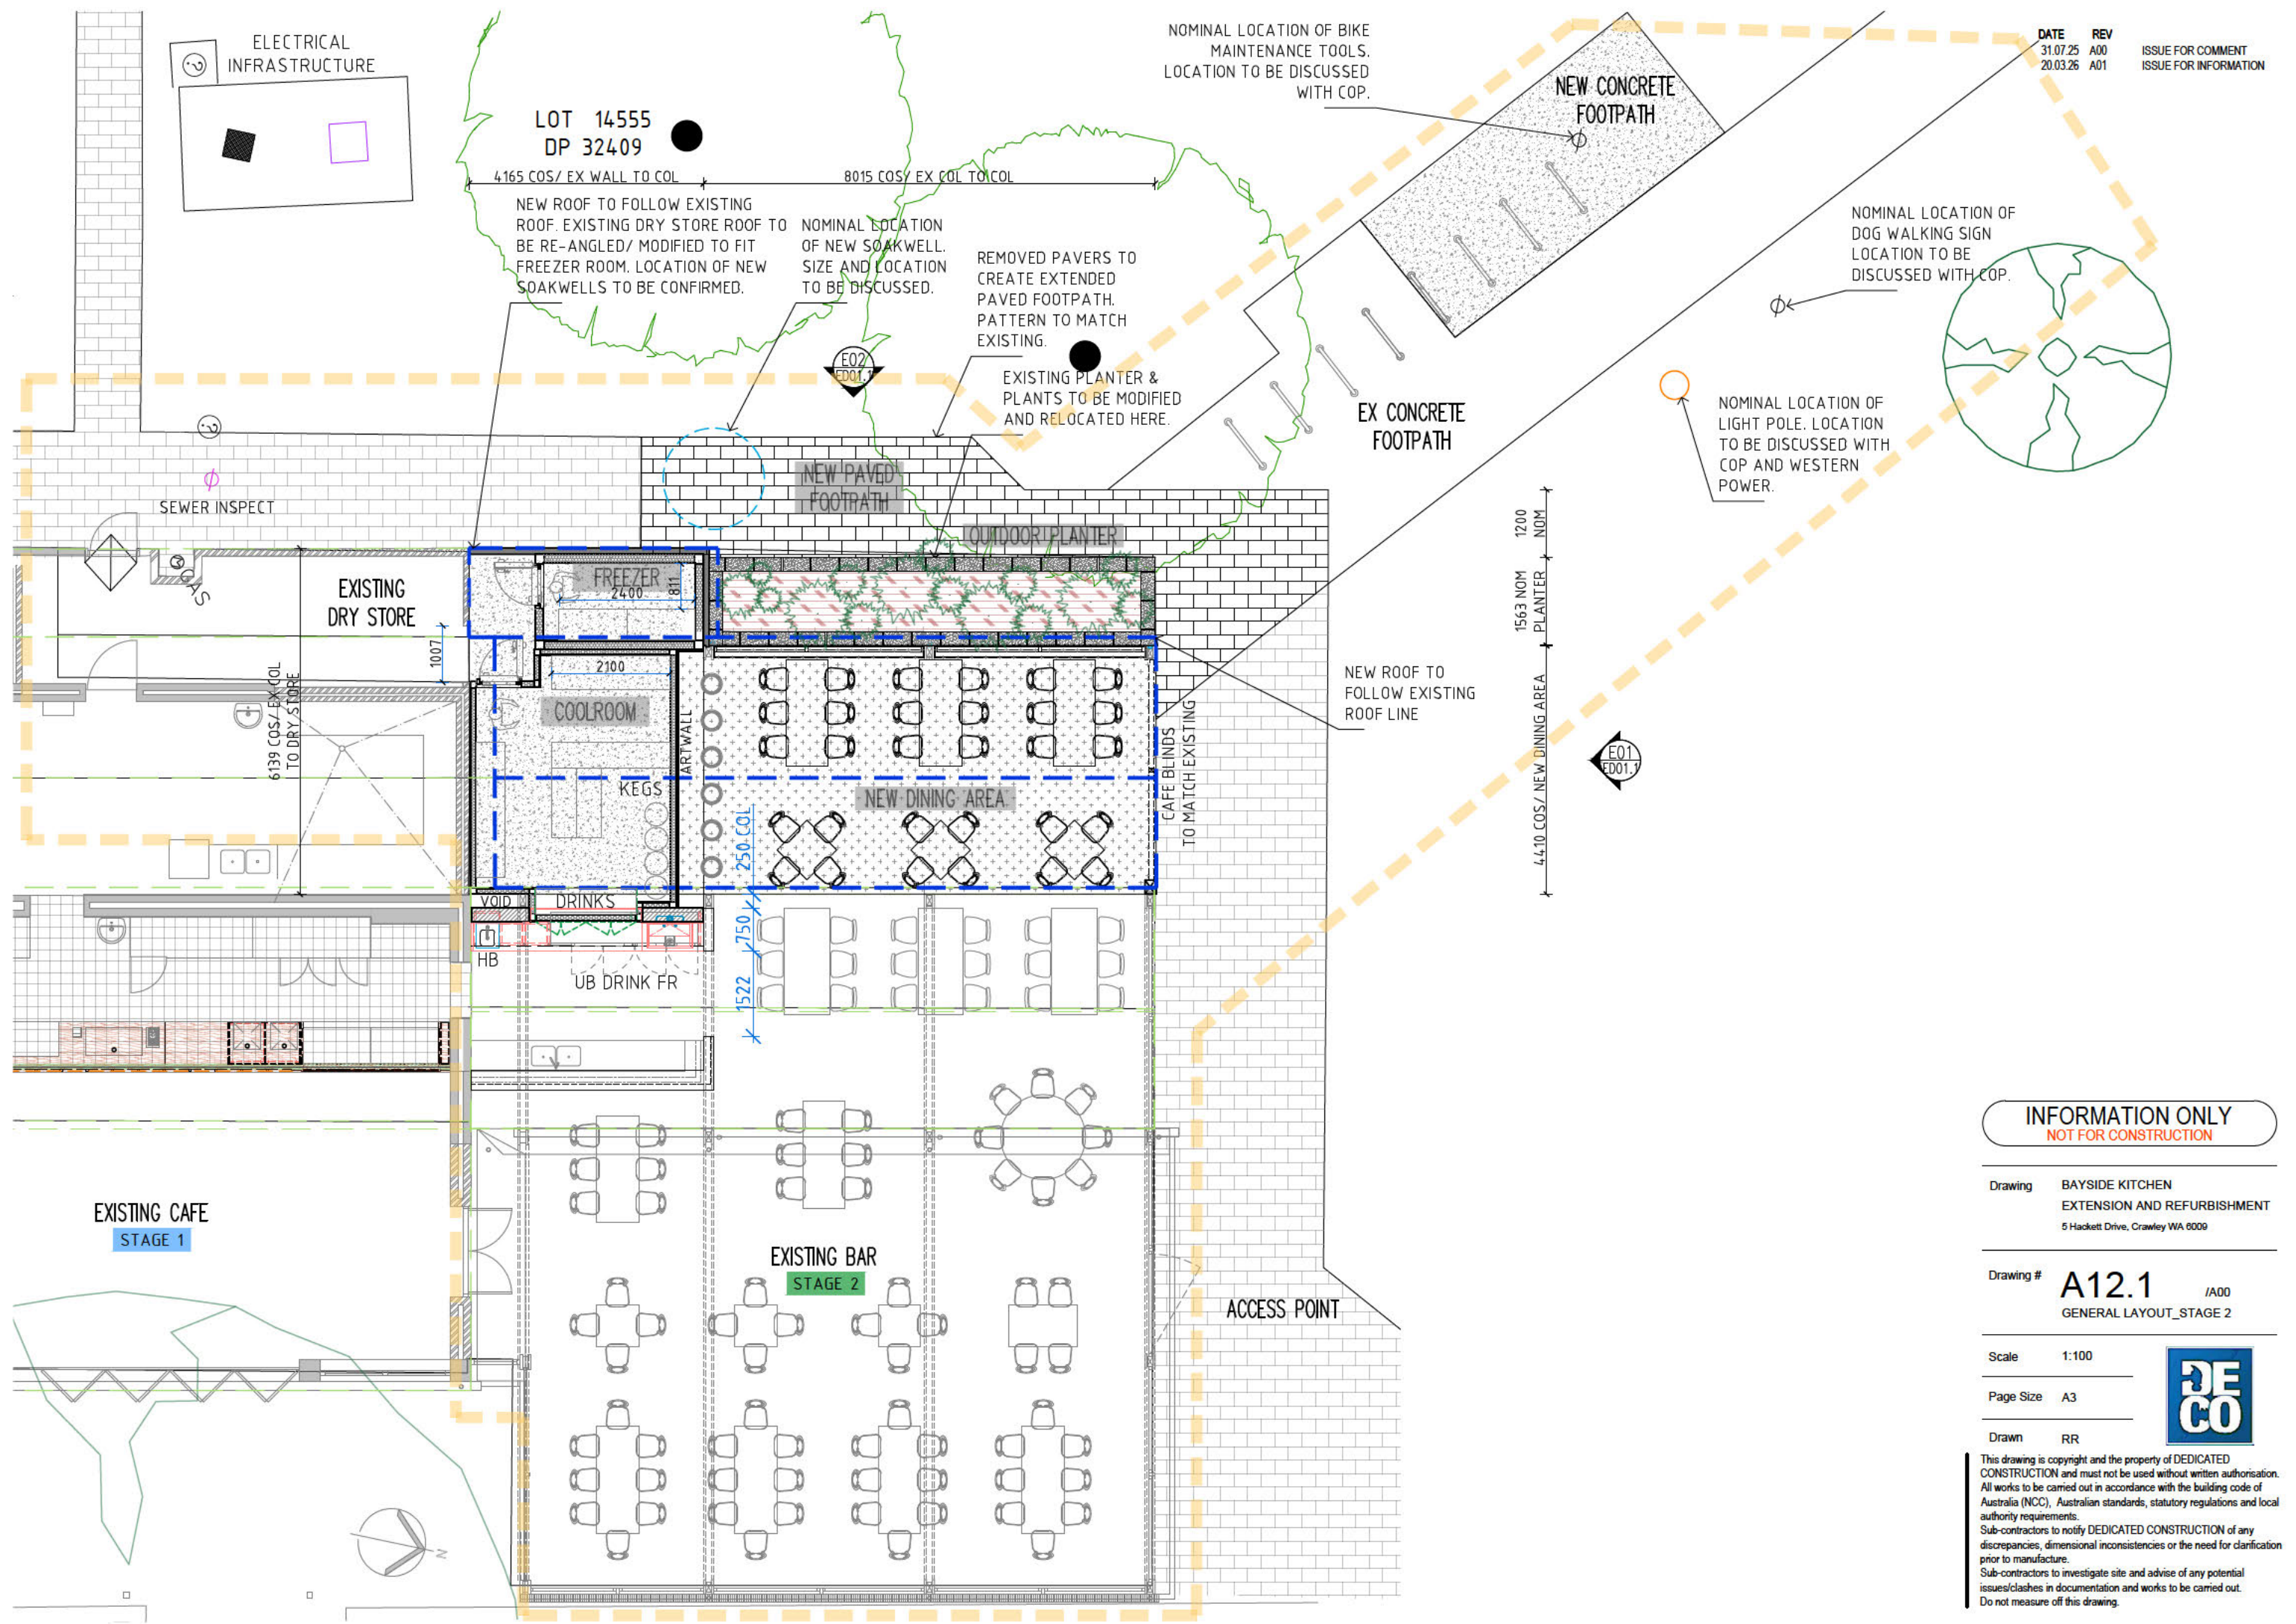 ELECTRICAL
INFRASTRUCTURE
LOT 14555
DP 32409
4165 COS/ EX WALL TO COL
8015 COS/ EX COL TO COL
NEW ROOF TO FOLLOW EXISTING
ROOF. EXISTING DRY STORE ROOF TO
BE RE-ANGLED/ MODIFIED TO FIT
FREEZER ROOM. LOCATION OF NEW
SOAKWELLS TO BE CONFIRMED.
NOMINAL LOCATION
OF NEW SOAKWELL.
SIZE AND LOCATION
TO BE DISCUSSED.
REMOVED PAVERS TO
CREATE EXTENDED
PAVED FOOTPATH.
PATTERN TO MATCH
EXISTING.
EXISTING PLANTER &
PLANTS TO BE MODIFIED
AND RELOCATED HERE.
E02
ED01.1
NOMINAL LOCATION OF BIKE
MAINTENANCE TOOLS.
LOCATION TO BE DISCUSSED
WITH COP.
NEW CONCRETE
FOOTPATH
DATE REV
31.07.25 A00 ISSUE FOR COMMENT
20.03.26 A01 ISSUE FOR INFORMATION
NOMINAL LOCATION OF
DOG WALKING SIGN
LOCATION TO BE
DISCUSSED WITH COP.
EX CONCRETE
FOOTPATH
NOMINAL LOCATION OF
LIGHT POLE. LOCATION
TO BE DISCUSSED WITH
COP AND WESTERN
POWER.
SEWER INSPECT
NEW PAVED
FOOTPATH
OUTDOOR PLANTER
GAS
EXISTING
DRY STORE
FREEZER
2400
811
1007
2100
COOLROOM
KEGS
ARTWALL
6139 COS/ EX COL
TO DRY STORE
NEW DINING AREA
CAFE BLINDS
TO MATCH EXISTING
NEW ROOF TO
FOLLOW EXISTING
ROOF LINE
1200
NOM
1563 NOM
PLANTER
4410 COS/ NEW DINING AREA
E01
ED01.1
250 COL
750
1522
VOID
DRINKS
HB
UB DRINK FR
EXISTING CAFE
STAGE 1
EXISTING BAR
STAGE 2
ACCESS POINT
N
INFORMATION ONLY
NOT FOR CONSTRUCTION
Drawing BAYSIDE KITCHEN
EXTENSION AND REFURBISHMENT
5 Hackett Drive, Crawley WA 6009
Drawing # A12.1 /A00
GENERAL LAYOUT_STAGE 2
Scale 1:100
Page Size A3
Drawn RR
DE
CO
This drawing is copyright and the property of DEDICATED
CONSTRUCTION and must not be used without written authorisation.
All works to be carried out in accordance with the building code of
Australia (NCC), Australian standards, statutory regulations and local
authority requirements.
Sub-contractors to notify DEDICATED CONSTRUCTION of any
discrepancies, dimensional inconsistencies or the need for clarification
prior to manufacture.
Sub-contractors to investigate site and advise of any potential
issues/clashes in documentation and works to be carried out.
Do not measure off this drawing.